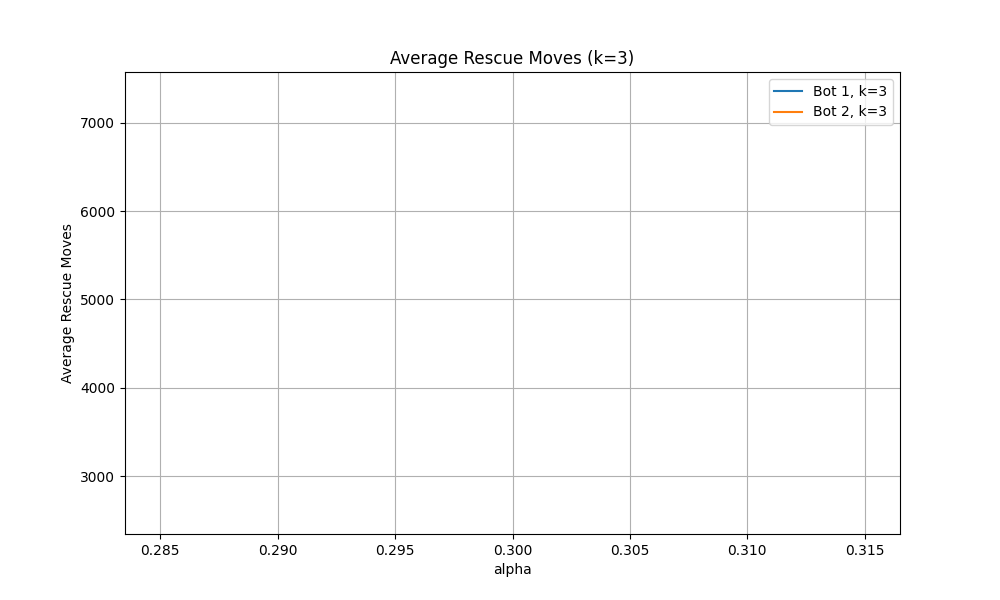 Average Rescue Moves (k=3)
Bot 1, k=3
Bot 2, k=3
7000
6000
5000
4000
3000
Average Rescue Moves
0.285 0.290 0.295 0.300 0.305 0.310 0.315
alpha